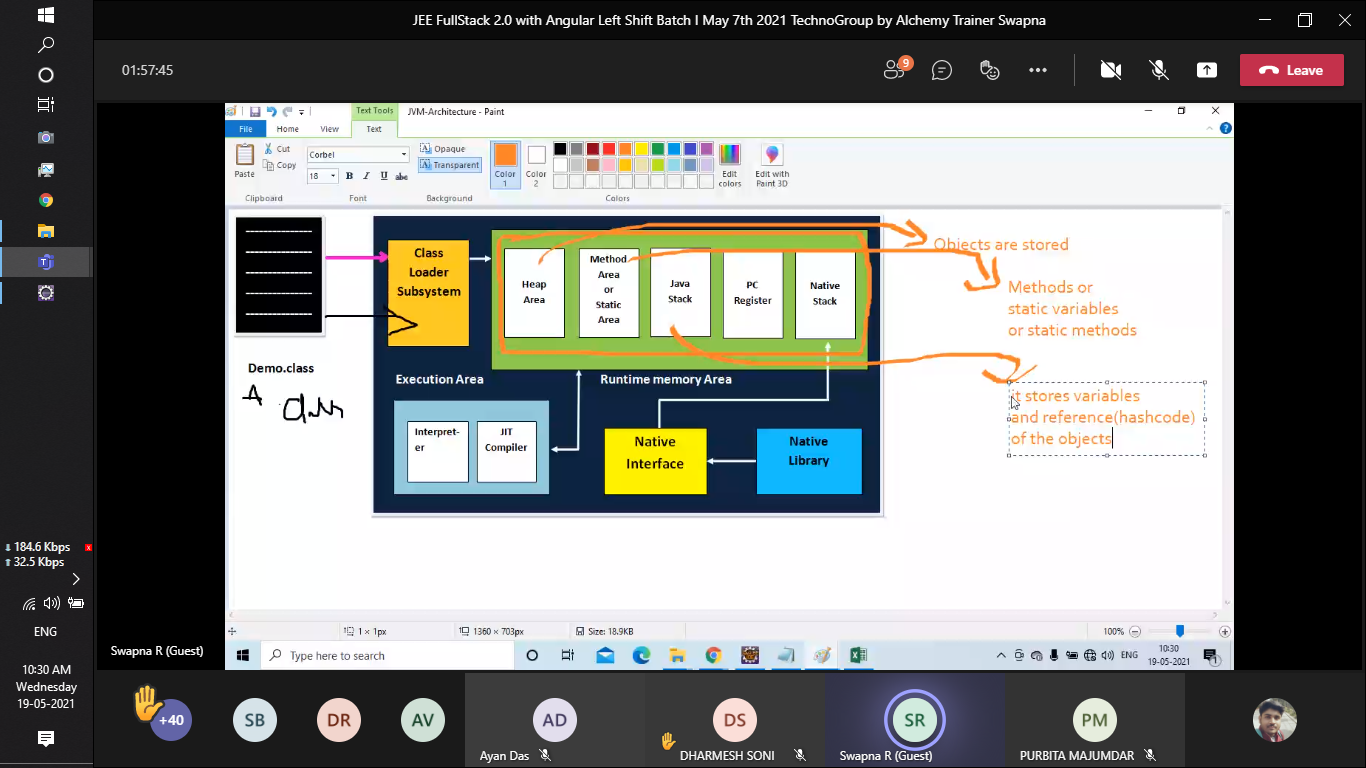 JEE FullStack 2.0 with Angular Left Shift Batch I May 7th 2021 TechnoGroup by Alchemy Trainer Swapna
01:57:45
9
Leave
Text Tools
JVM-Architecture - Paint
File
Home
View
Text
Paste
Cut
Copy
Clipboard
Corbel
18
B
I
U
abc
Font
Opaque
Transparent
Background
Color
1
Color
2
Edit
colors
Edit with
Paint 3D
Colors
Class
Loader
Subsystem
Heap
Area
Method
Area
or
Static
Area
Java
Stack
PC
Register
Native
Stack
Objects are stored
Methods or
static variables
or static methods
it stores variables
and reference(hashcode)
of the objects
Demo.class
Execution Area
Runtime memory Area
Interpret-
er
JIT
Compiler
Native
Interface
Native
Library
1 × 1px
1360 × 703px
Size: 18.9KB
100%
Type here to search
ENG
10:30
19-05-2021
1
Swapna R (Guest)
184.6 Kbps
x
32.5 Kbps
ENG
10:30 AM
Wednesday
19-05-2021
+40
SB
DR
AV
AD
Ayan Das
DS
DHARMESH SONI
SR
Swapna R (Guest)
PM
PURBITA MAJUMDAR